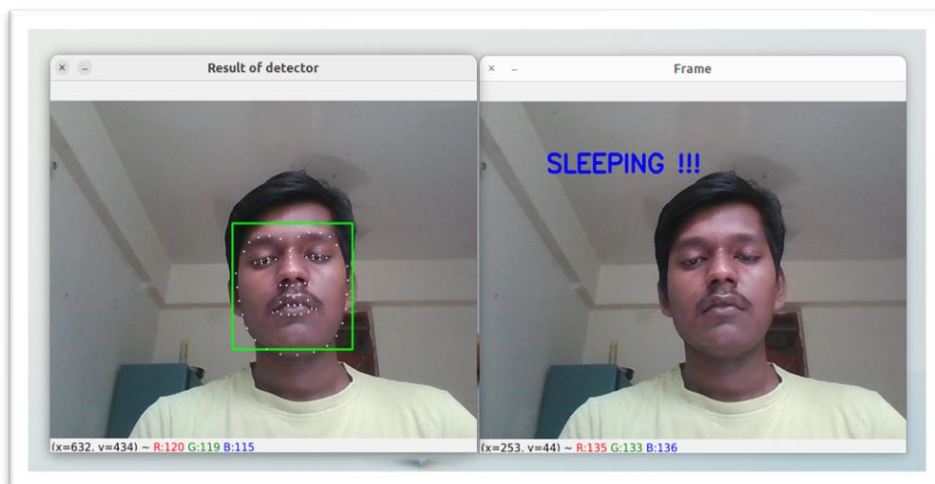 Result of detector
Frame
SLEEPING !!!
(x=632, y=434) ~ R:120 G:119 B:115
(x=253, y=44) ~ R:135 G:133 B:136